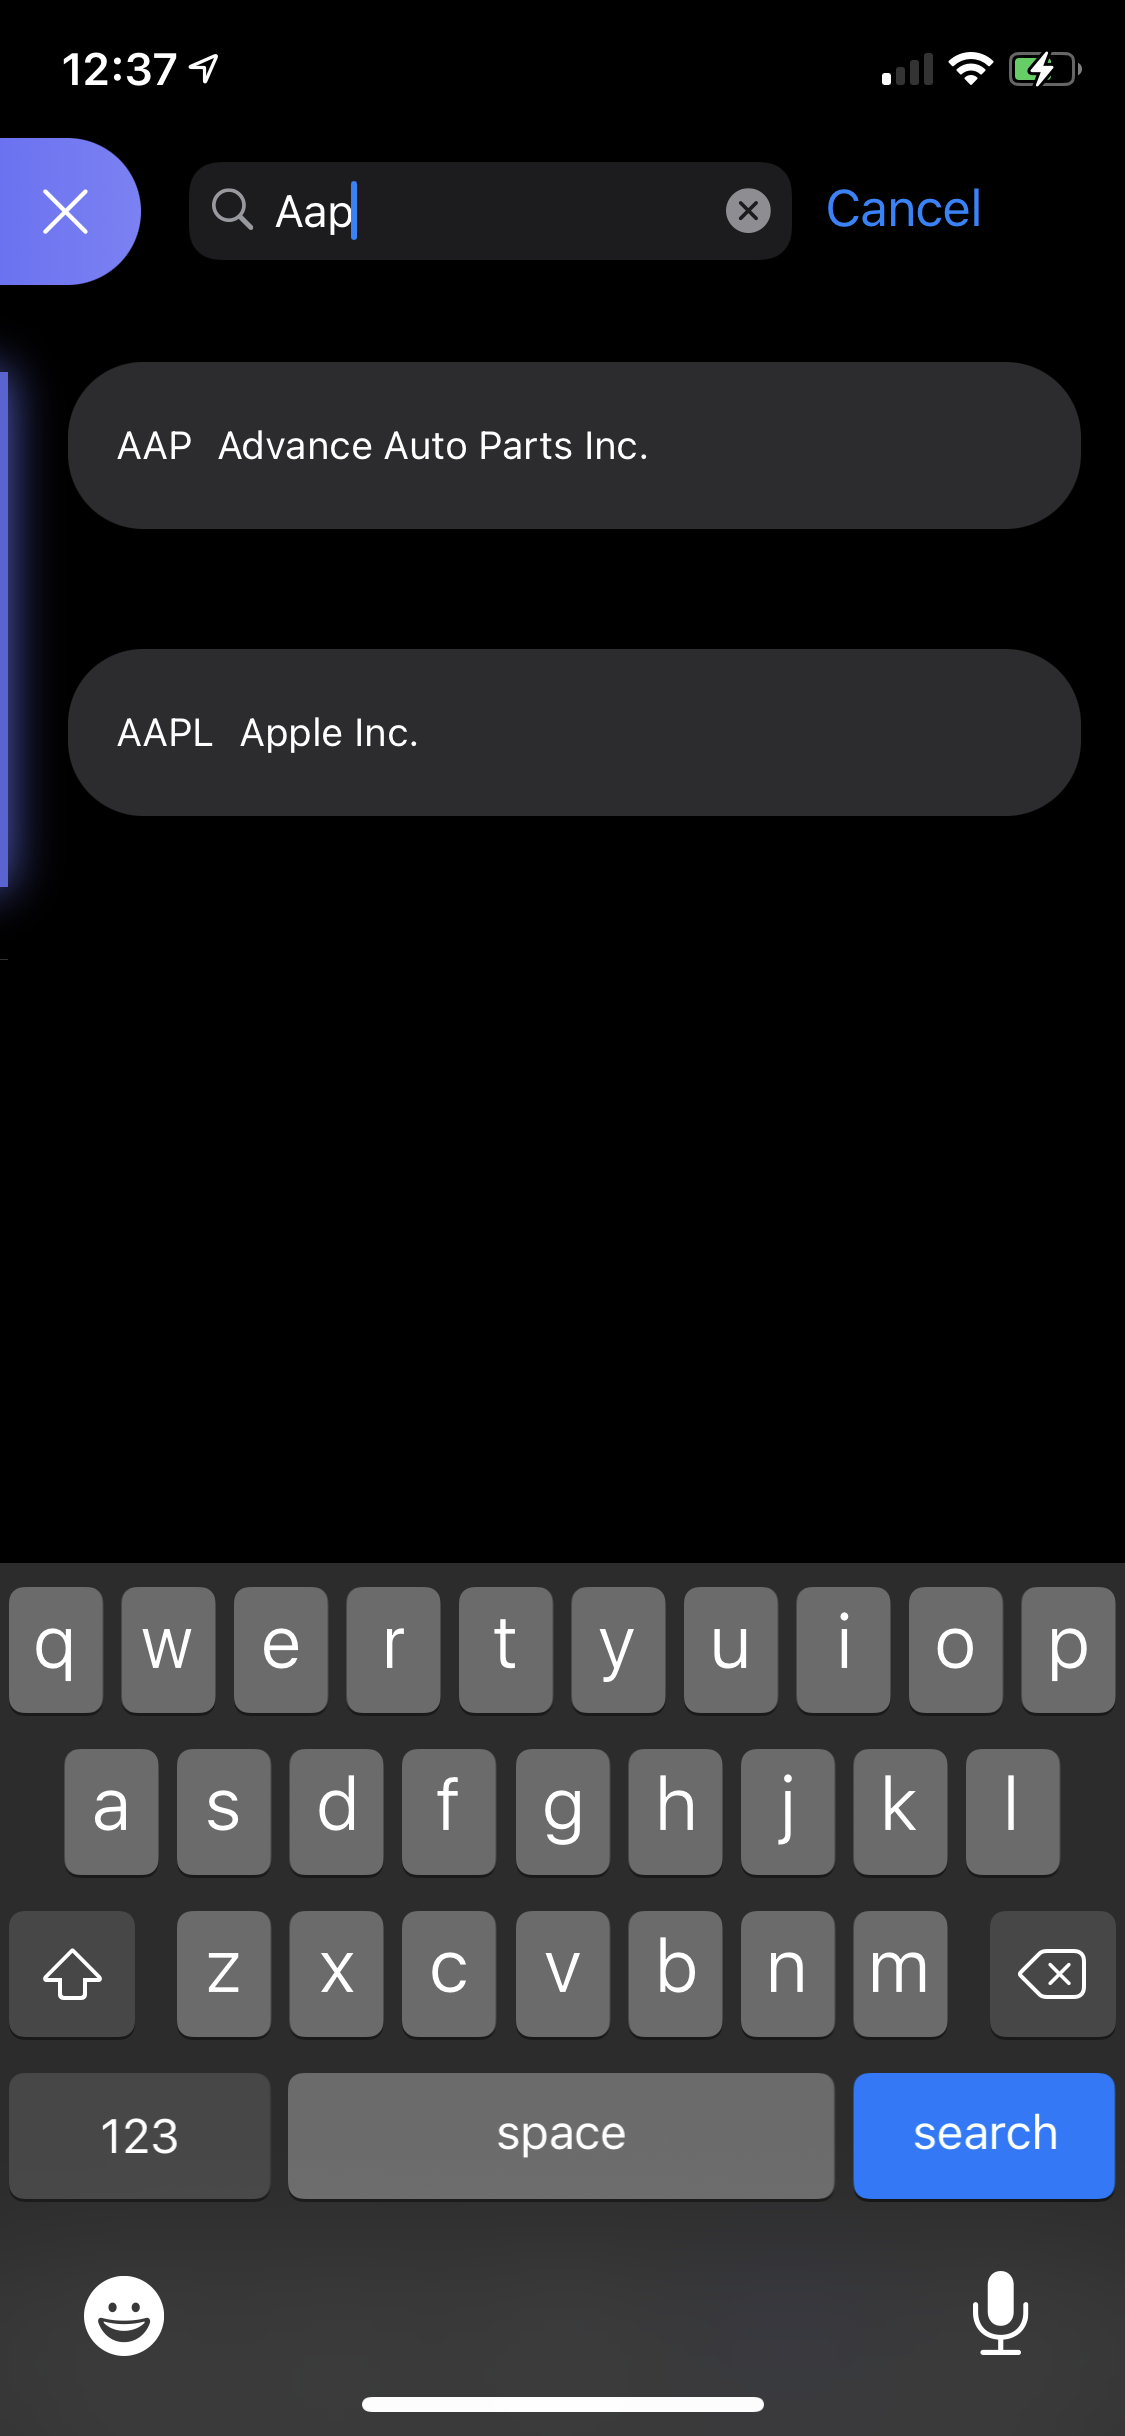 12:37
Aap
Cancel
AAP Advance Auto Parts Inc.
AAPL Apple Inc.
q w e r t y u i o p
a s d f g h j k l
z x c v b n m
123 space search